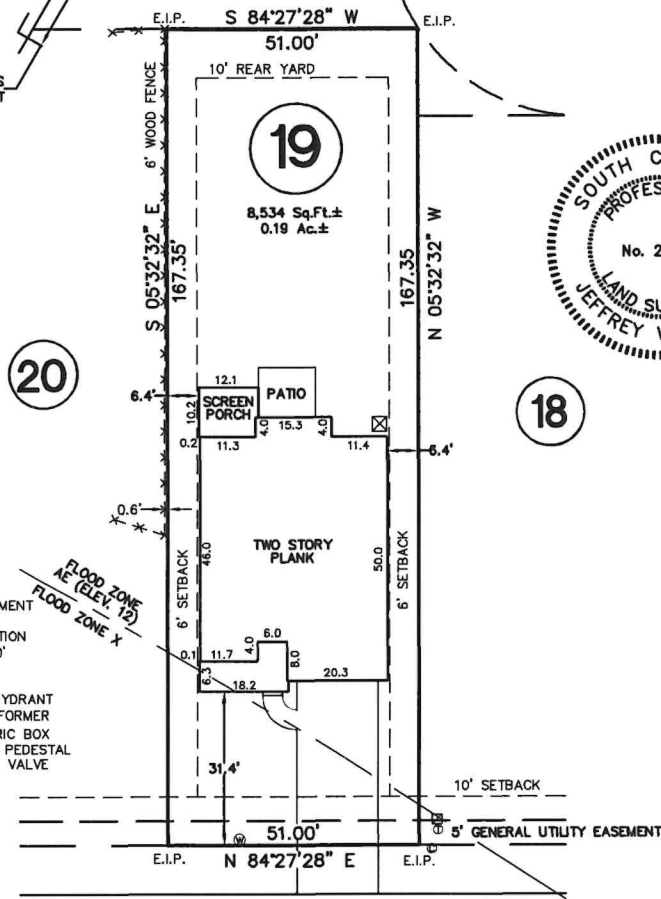 E.I.P.
S 84°27'28" W
E.I.P.
51.00'
10' REAR YARD
6' WOOD FENCE
19
8,534 Sq.Ft.±
0.19 Ac.±
S 05°32'32" E
167.35'
167.35
N 05°32'32" W
SOUTH C
PROFES
No. 2
LAND SU
JEFFREY
20
18
6.4'
12.1
SCREEN
PORCH
PATIO
10.2
0.2
11.3
4.0
15.3
4.0
11.4
6.4'
0.6'
TWO STORY
PLANK
46.0
50.0
6' SETBACK
6' SETBACK
FLOOD ZONE
AE (ELEV. 12)
FLOOD ZONE X
MENT
TION
0'
YDRANT
FORMER
RIC BOX
PEDESTAL
VALVE
0.1
11.7
4.0
6.0
8.0
6.3
18.2
20.3
31.4'
10' SETBACK
W
51.00'
5' GENERAL UTILITY EASEMENT
E.I.P.
N 84°27'28" E
E.I.P.